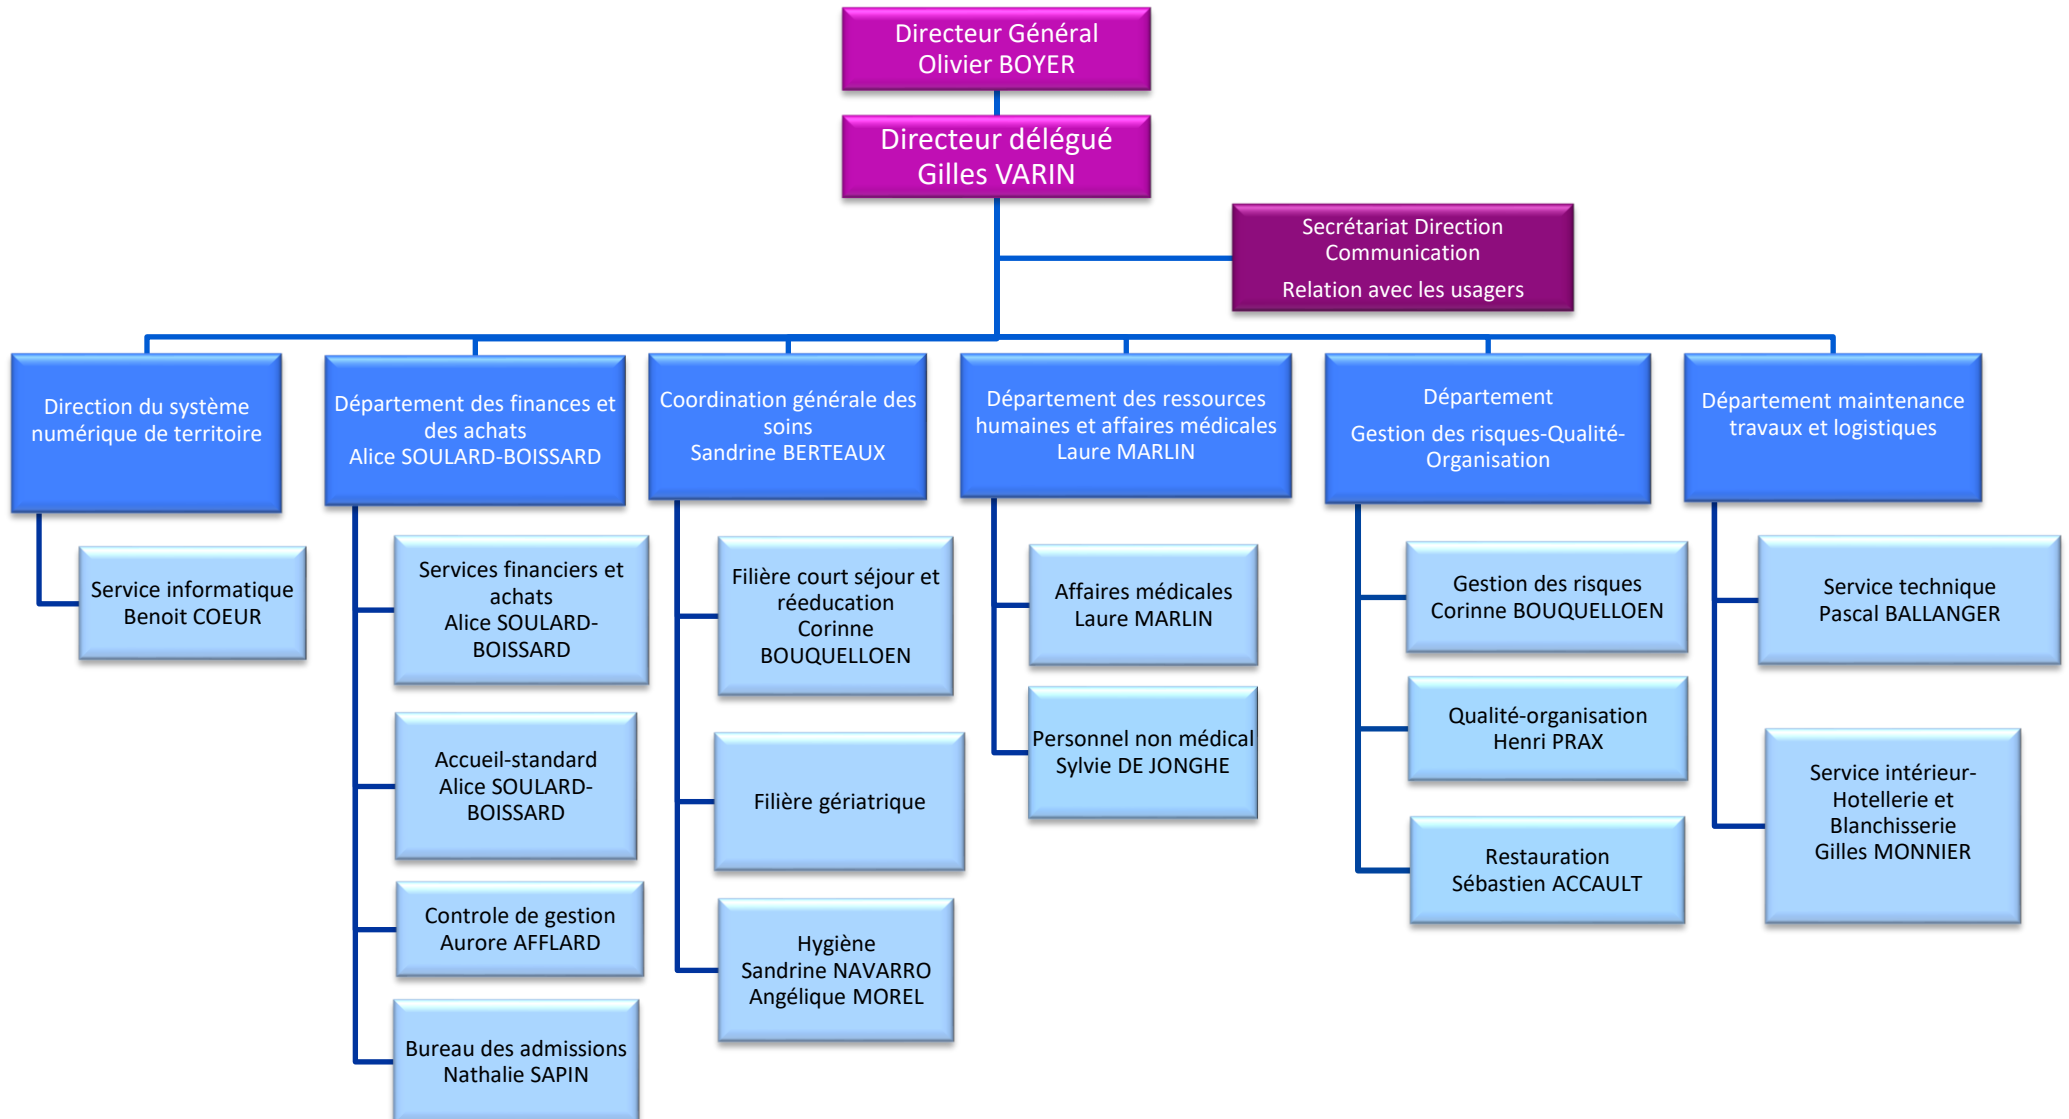 Directeur Général
Olivier BOYER
Directeur délégué
Gilles VARIN
Secrétariat Direction
Communication
Relation avec les usagers
Direction du système
numérique de territoire
Service informatique
Benoit COEUR
Département des finances et
des achats
Alice SOULARD-BOISSARD
Services financiers et
achats
Alice SOULARD-
BOISSARD
Accueil-standard
Alice SOULARD-
BOISSARD
Controle de gestion
Aurore AFFLARD
Bureau des admissions
Nathalie SAPIN
Coordination générale des
soins
Sandrine BERTEAUX
Filière court séjour et
réeducation
Corinne
BOUQUELLOEN
Filière gériatrique
Hygiène
Sandrine NAVARRO
Angélique MOREL
Département des ressources
humaines et affaires médicales
Laure MARLIN
Affaires médicales
Laure MARLIN
Personnel non médical
Sylvie DE JONGHE
Département
Gestion des risques-Qualité-
Organisation
Gestion des risques
Corinne BOUQUELLOEN
Qualité-organisation
Henri PRAX
Restauration
Sébastien ACCAULT
Département maintenance
travaux et logistiques
Service technique
Pascal BALLANGER
Service intérieur-
Hotellerie et
Blanchisserie
Gilles MONNIER